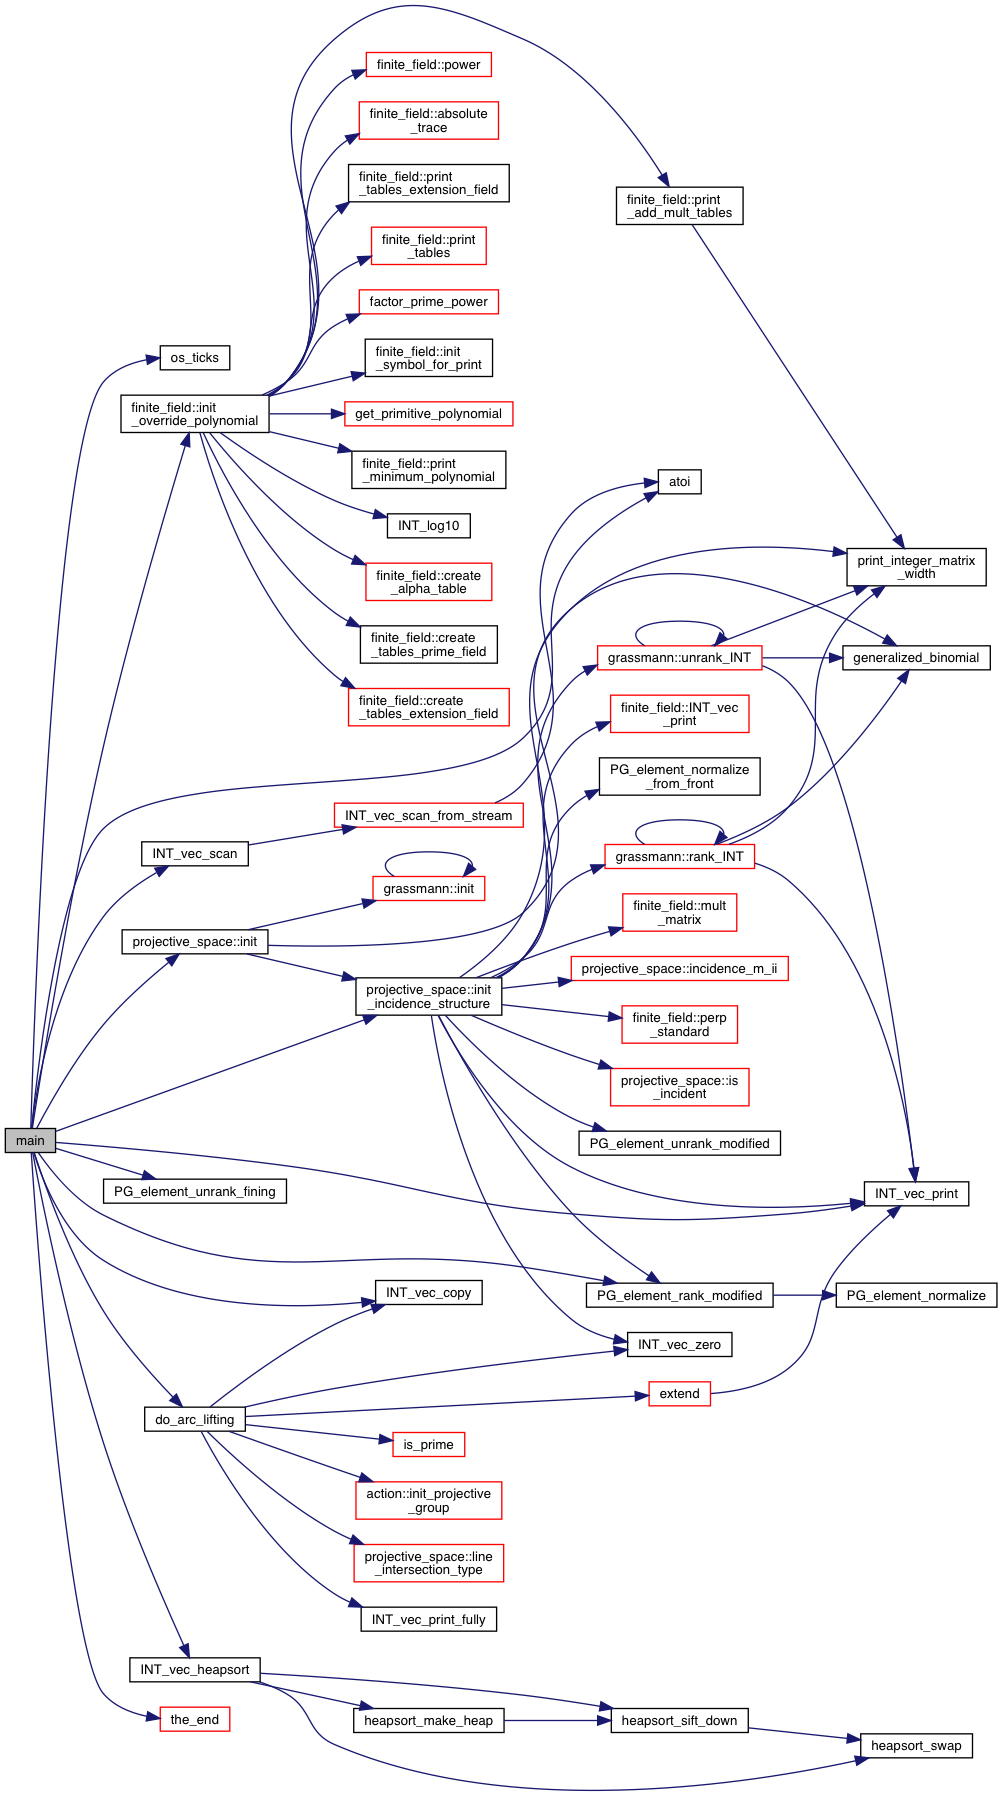 finite_field::power
finite_field::absolute
_trace
finite_field::print
_tables_extension_field
finite_field::print
_add_mult_tables
finite_field::print
_tables
factor_prime_power
os_ticks
finite_field::init
_symbol_for_print
finite_field::init
_override_polynomial
get_primitive_polynomial
finite_field::print
_minimum_polynomial
atoi
INT_log10
print_integer_matrix
_width
finite_field::create
_alpha_table
finite_field::create
_tables_prime_field
grassmann::unrank_INT
generalized_binomial
finite_field::create
_tables_extension_field
finite_field::INT_vec
_print
PG_element_normalize
_from_front
INT_vec_scan_from_stream
INT_vec_scan
grassmann::rank_INT
grassmann::init
finite_field::mult
_matrix
projective_space::init
projective_space::incidence_m_ii
projective_space::init
_incidence_structure
finite_field::perp
_standard
projective_space::is
_incident
main
PG_element_unrank_modified
PG_element_unrank_fining
INT_vec_print
INT_vec_copy
PG_element_rank_modified
PG_element_normalize
INT_vec_zero
extend
do_arc_lifting
is_prime
action::init_projective
_group
projective_space::line
_intersection_type
INT_vec_print_fully
INT_vec_heapsort
the_end
heapsort_make_heap
heapsort_sift_down
heapsort_swap